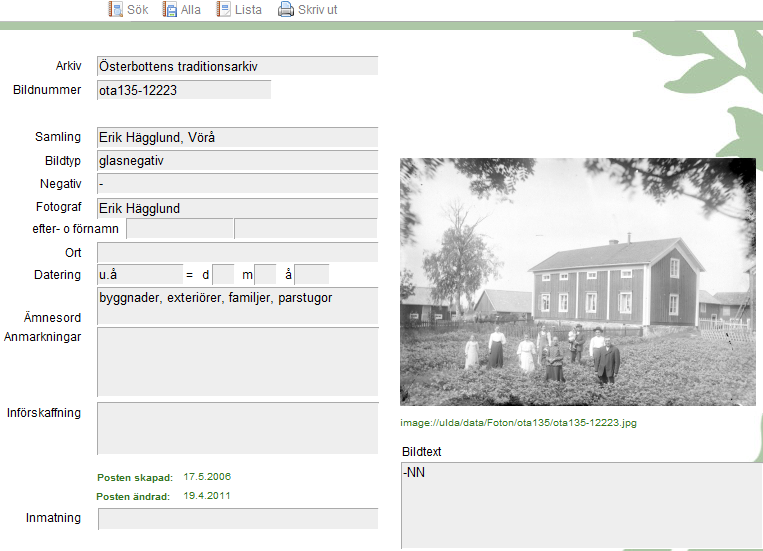 Sök Alla Lista Skriv ut
Arkiv Österbottens traditionsarkiv
Bildnummer ota135-12223
Samling Erik Hägglund, Vörå
Bildtyp glasnegativ
Negativ -
Fotograf Erik Hägglund
efter- o förnamn
Ort
Datering u.å = d m å
byggnader, exteriörer, familjer, parstugor
Ämnesord
Anmarkningar
Införskaffning
image://ulda/data/Foton/ota135/ota135-12223.jpg
Bildtext
-NN
Posten skapad: 17.5.2006
Posten ändrad: 19.4.2011
Inmatning